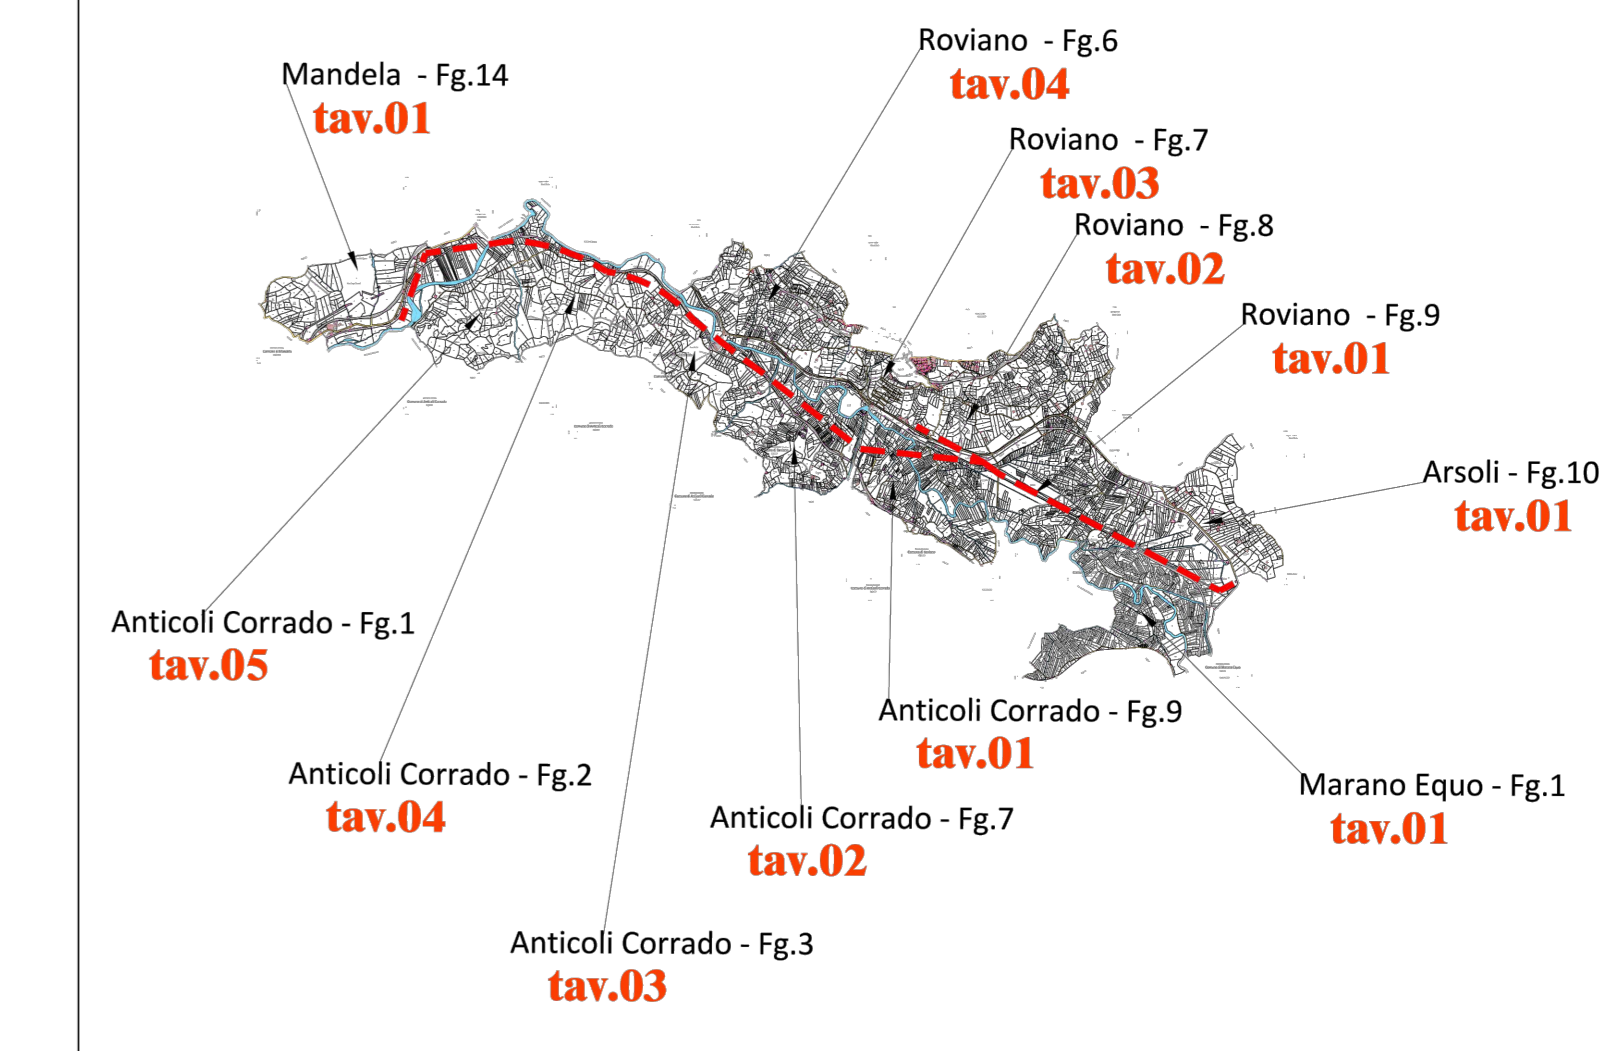 Roviano - Fg.6
tav.04
Mandela - Fg.14
tav.01
Roviano - Fg.7
tav.03
Roviano - Fg.8
tav.02
Roviano - Fg.9
tav.01
Arsoli - Fg.10
tav.01
Anticoli Corrado - Fg.1
tav.05
Anticoli Corrado - Fg.9
tav.01
Anticoli Corrado - Fg.2
tav.04
Marano Equo - Fg.1
tav.01
Anticoli Corrado - Fg.7
tav.02
Anticoli Corrado - Fg.3
tav.03